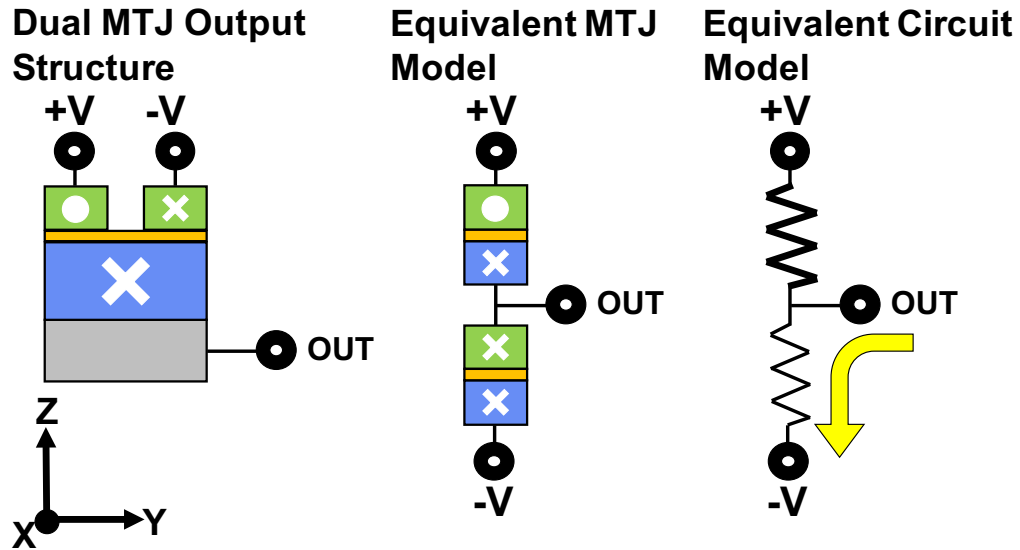 Dual MTJ Output
Structure
+V -V
OUT
Z
X
Y
Equivalent MTJ
Model
+V
OUT
-V
Equivalent Circuit
Model
+V
OUT
-V